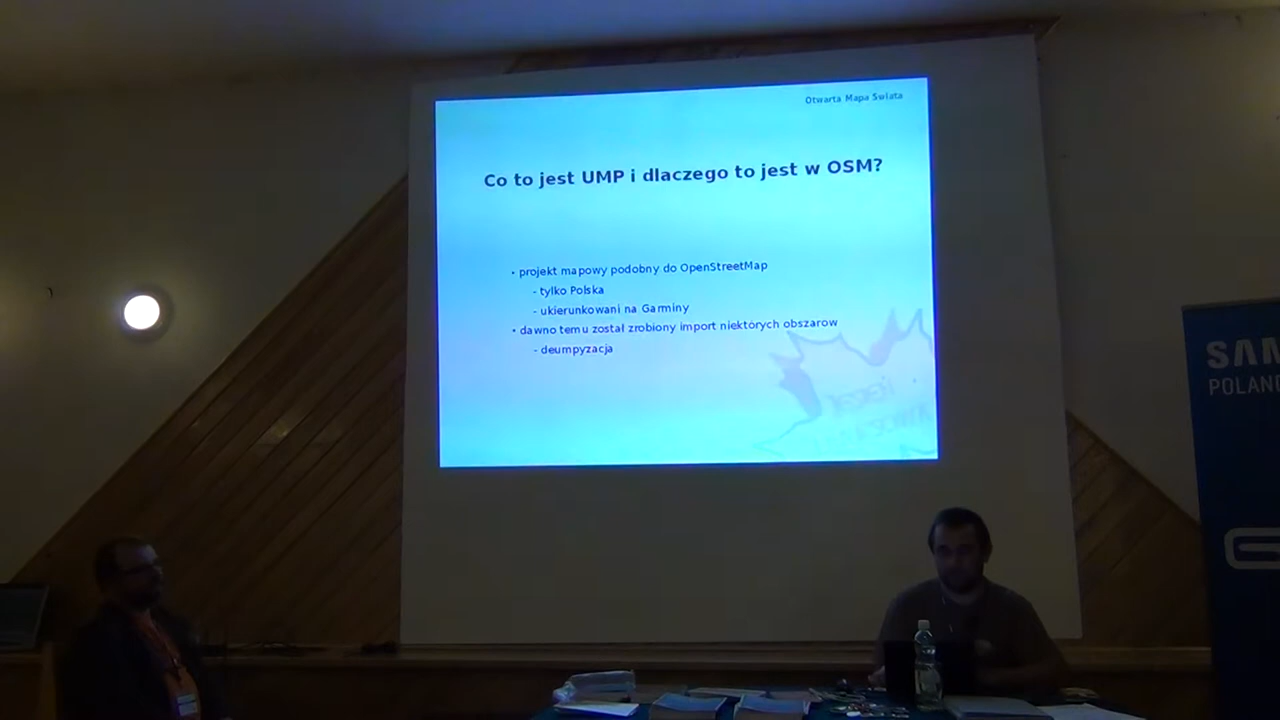 Otwarta Mapa Swiata
Co to jest UMP i dlaczego to jest w OSM?
• projekt mapowy podobny do OpenStreetMap
- tylko Polska
- ukierunkowani na Garminy
• dawno temu został zrobiony import niektórych obszarow
- deumpyzacja
SAM
POLAND